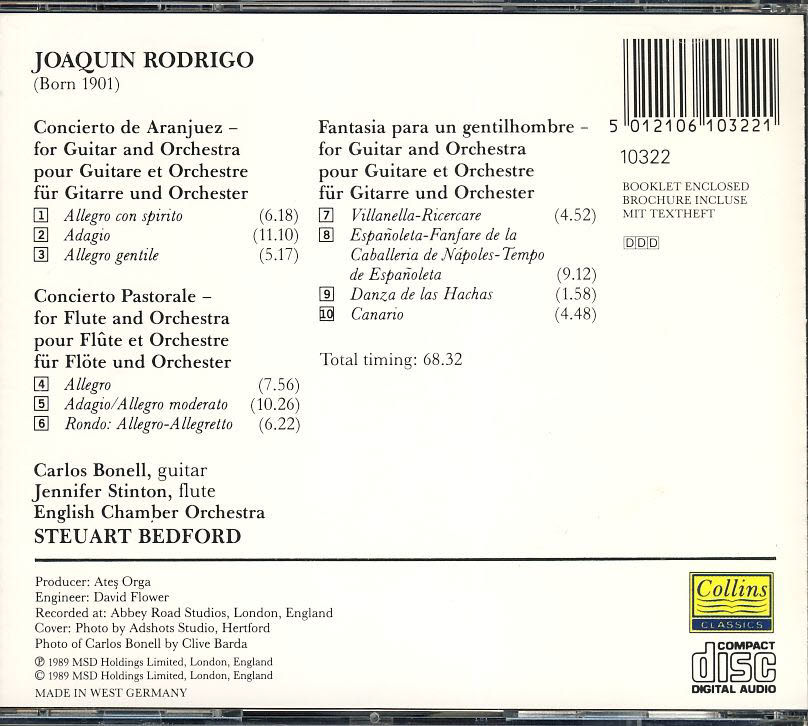 JOAQUIN RODRIGO
(Born 1901)
Concierto de Aranjuez –
for Guitar and Orchestra
pour Guitare et Orchestre
für Gitarre und Orchester
1 Allegro con spirito (6.18)
2 Adagio (11.10)
3 Allegro gentile (5.17)
Concierto Pastorale –
for Flute and Orchestra
pour Flûte et Orchestre
für Flöte und Orchester
4 Allegro (7.56)
5 Adagio/Allegro moderato (10.26)
6 Rondo: Allegro-Allegretto (6.22)
Fantasia para un gentilhombre –
for Guitar and Orchestra
pour Guitare et Orchestre
für Gitarre und Orchester
7 Villanella-Ricercare (4.52)
8 Españoleta-Fanfare de la
Caballeria de Nápoles-Tempo
de Españoleta (9.12)
9 Danza de las Hachas (1.58)
10 Canario (4.48)
Total timing: 68.32
5 012106 103221
10322
BOOKLET ENCLOSED
BROCHURE INCLUSE
MIT TEXTHEFT
DDD
Carlos Bonell, guitar
Jennifer Stinton, flute
English Chamber Orchestra
STEUART BEDFORD
Producer: Ateş Orga
Engineer: David Flower
Recorded at: Abbey Road Studios, London, England
Cover: Photo by Adshots Studio, Hertford
Photo of Carlos Bonell by Clive Barda
℗ 1989 MSD Holdings Limited, London, England
© 1989 MSD Holdings Limited, London, England
MADE IN WEST GERMANY
Collins
CLASSICS
COMPACT
disc
DIGITAL AUDIO